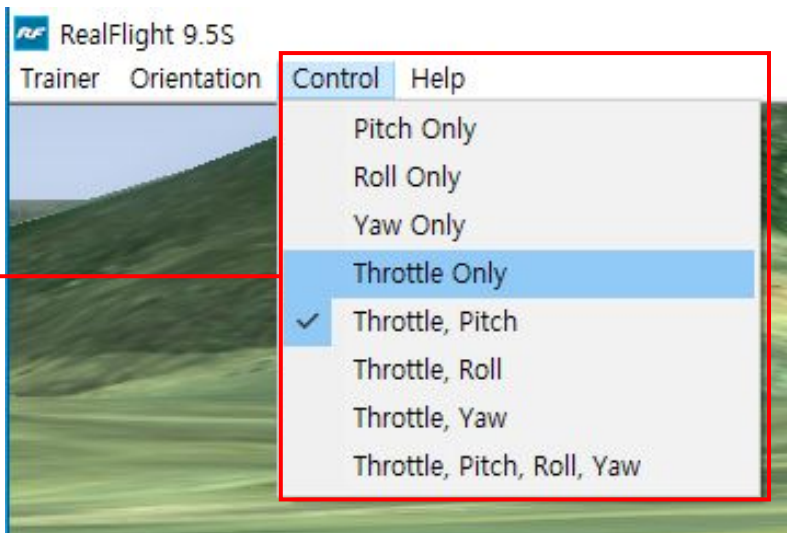 RF RealFlight 9.5S
Trainer Orientation Control Help
Pitch Only
Roll Only
Yaw Only
Throttle Only
Throttle, Pitch
Throttle, Roll
Throttle, Yaw
Throttle, Pitch, Roll, Yaw